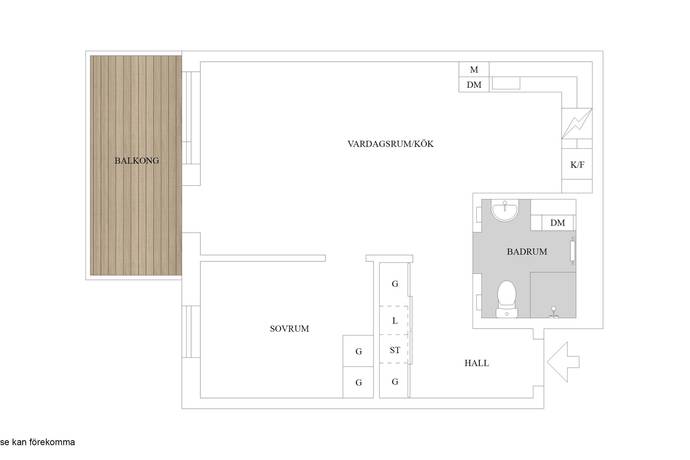 M
DM
VARDAGSRUM/KÖK
BALKONG
K/F
DM
BADRUM
G
L
SOVRUM
G
ST
HALL
G
G
se kan förekomma